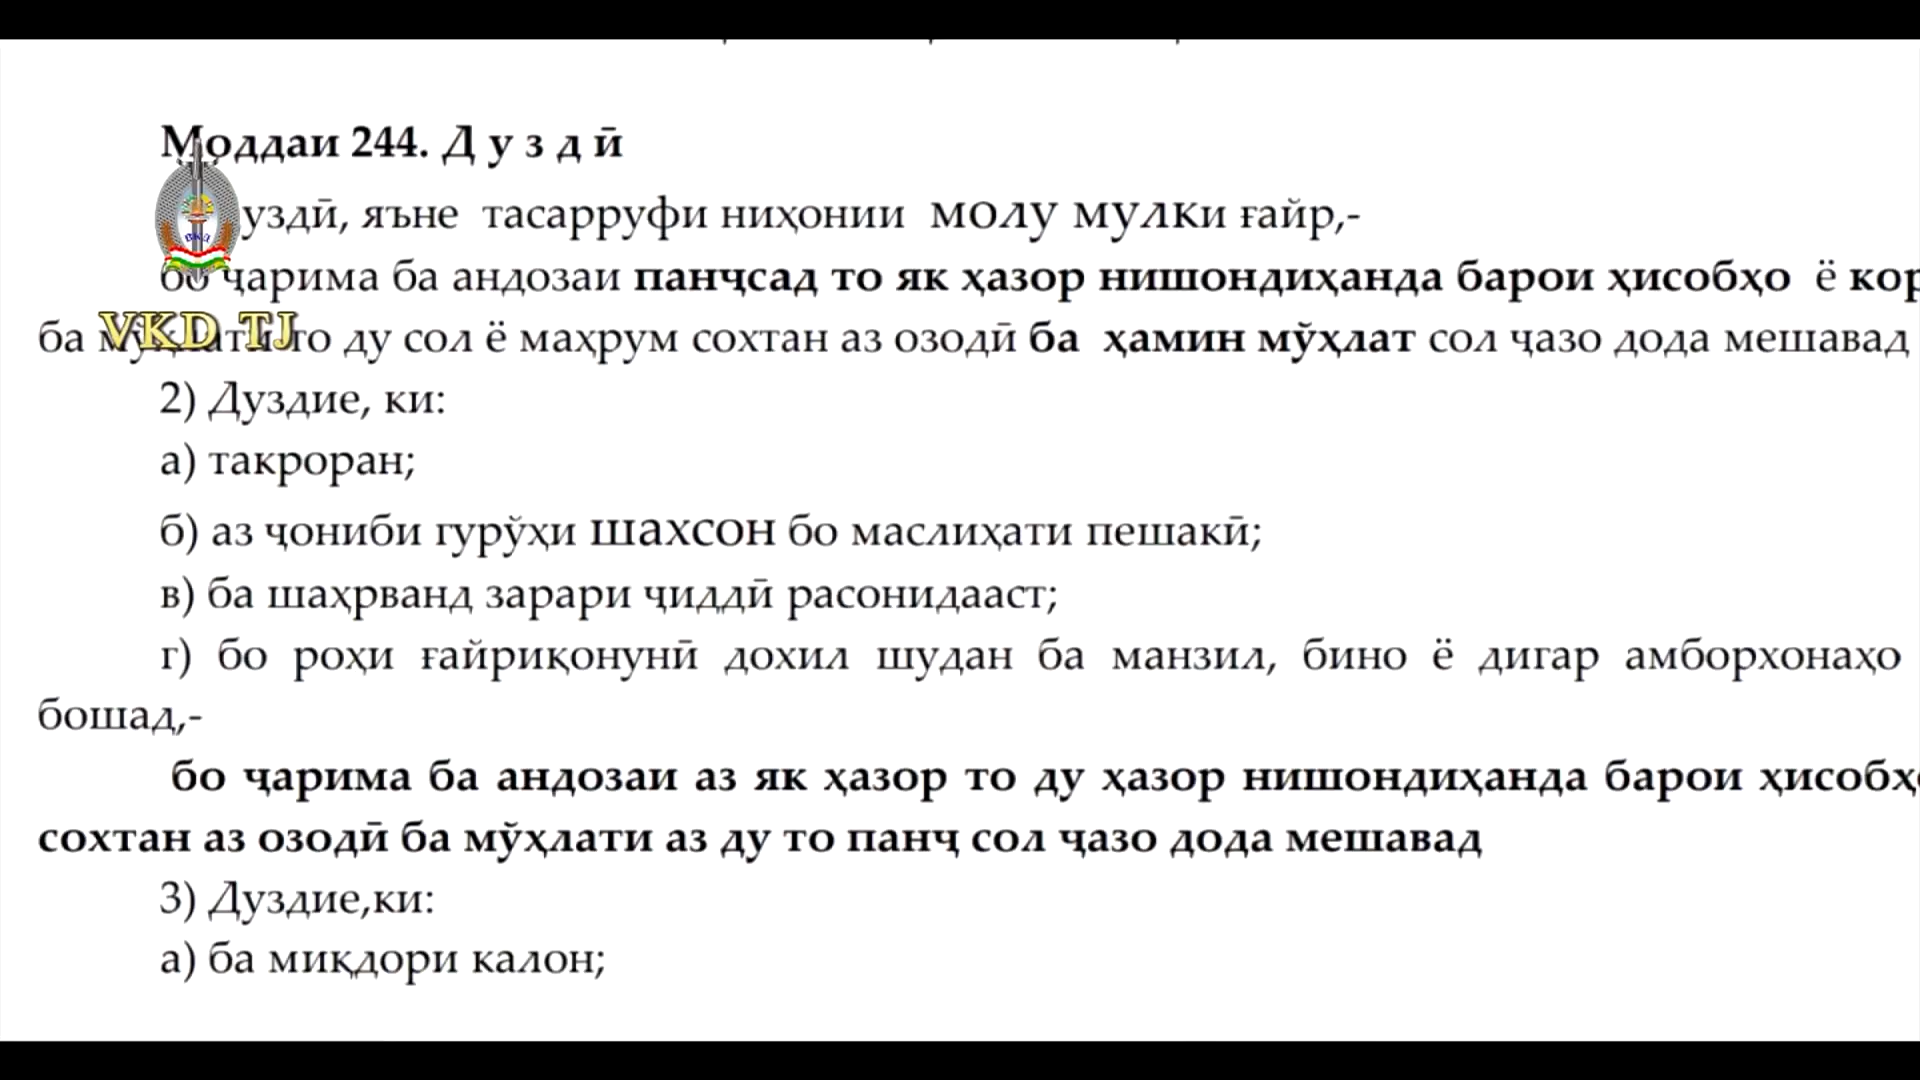 Моддаи 244. Д у з д ӣ
уздӣ, яъне тасарруфи ниҳонии молу мулки ғайр,-
бо ҷарима ба андозаи панҷсад то як ҳазор нишондиҳанда барои ҳисобҳо ё кор
ба мӯҳлати то ду сол ё маҳрум сохтан аз озодӣ ба ҳамин мӯҳлат сол ҷазо дода мешавад
VKD TJ
2) Дуздие, ки:
а) такроран;
б) аз ҷониби гурӯҳи шахсон бо маслиҳати пешакӣ;
в) ба шаҳрванд зарари ҷиддӣ расонидааст;
г) бо роҳи ғайриқонунӣ дохил шудан ба манзил, бино ё дигар амборхонаҳо
бошад,-
бо ҷарима ба андозаи аз як ҳазор то ду ҳазор нишондиҳанда барои ҳисобҳо
сохтан аз озодӣ ба мӯҳлати аз ду то панҷ сол ҷазо дода мешавад
3) Дуздие,ки:
а) ба миқдори калон;